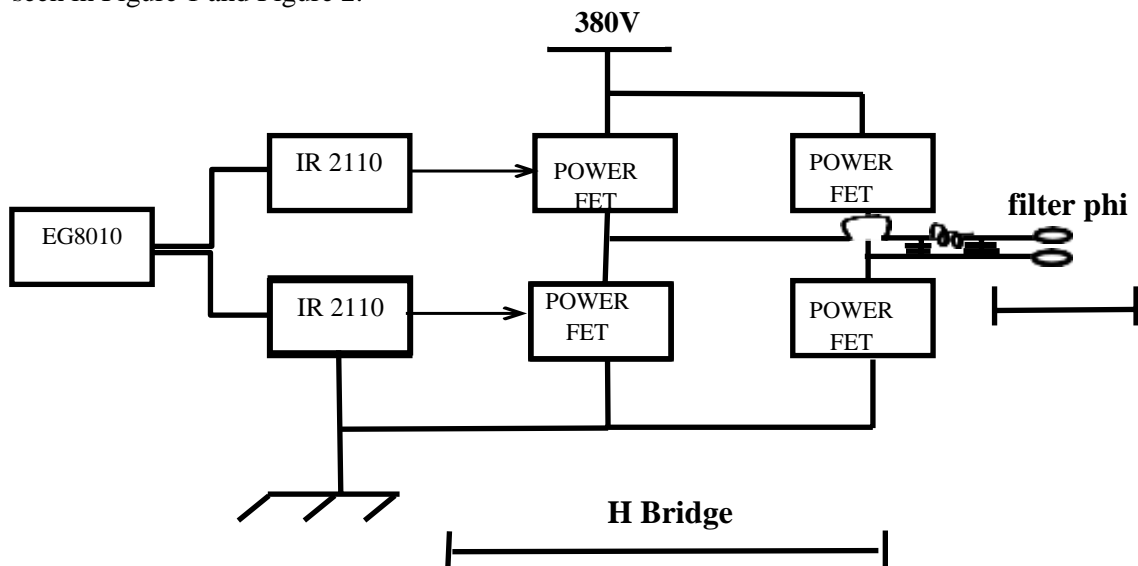 seen in Figure 1 and Figure 2.
380V
IR 2110
POWER
FET
POWER
FET
filter phi
EG8010
IR 2110
POWER
FET
POWER
FET
H Bridge